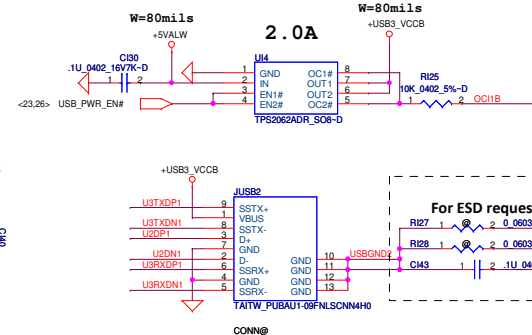 W=80mils
W=80mils
+5VALW
2.0A
+USB3_VCCB
CI30
.1U_0402_16V7K~D
1 2
UI4
1 GND OC1# 8
2 IN OUT1 7
3 EN1# OUT2 6
4 EN2# OC2# 5
TPS2062ADR_SO8~D
RI25
10K_0402_5%~D
1 2
OCI1B
<23,26> USB_PWR_EN#
+USB3_VCCB
JUSB2
U3TXDP1 9 SSTX+
1 VBUS
U3TXDN1 8 SSTX-
U2DP1 3 D+
7 GND
U2DN1 2 D- GND 10 USBGND2
U3RXDP1 6 SSRX+ GND 11
4 GND GND 12
U3RXDN1 5 SSRX- GND 13
TAITW_PUBAU1-09FNLSCNN4H0
CONN@
For ESD reques
RI27 1 @ 2 0_0603
RI28 1 @ 2 0_0603
CI43 1 2 .1U_04
CI40